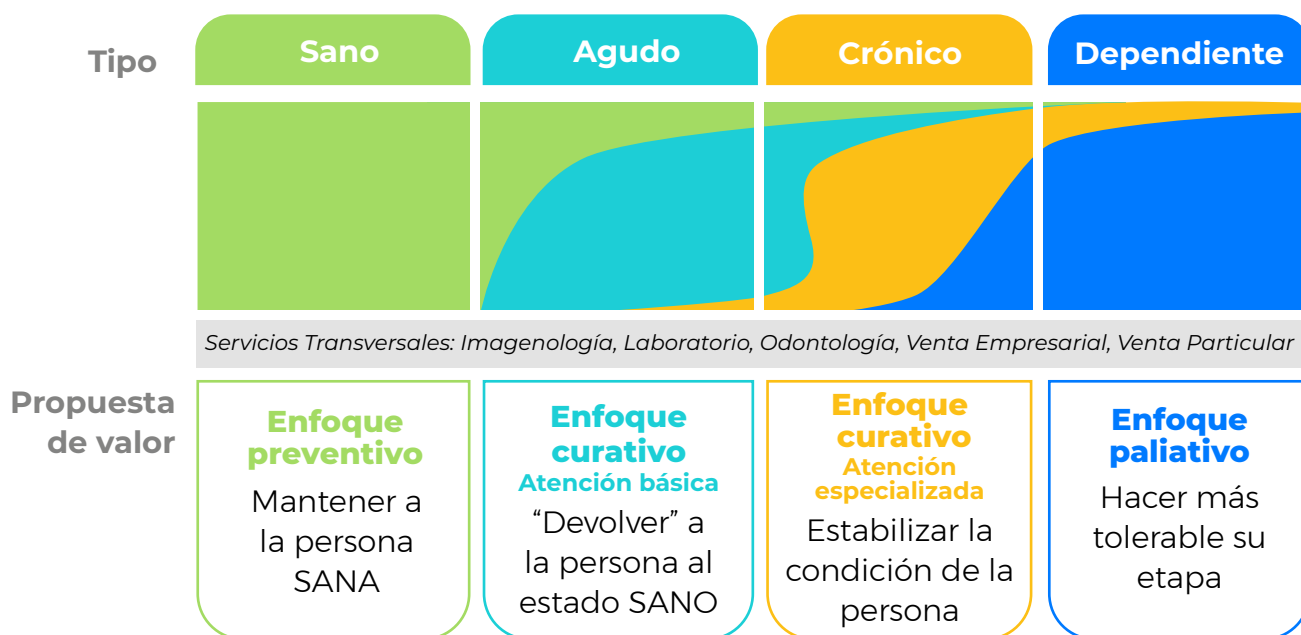 Tipo
Sano
Agudo
Crónico
Dependiente
Servicios Transversales: Imagenología, Laboratorio, Odontología, Venta Empresarial, Venta Particular
Propuesta
de valor
Enfoque
preventivo
Mantener a
la persona
SANA
Enfoque
curativo
Atención básica
“Devolver” a
la persona al
estado SANO
Enfoque
curativo
Atención
especializada
Estabilizar la
condición de la
persona
Enfoque
paliativo
Hacer más
tolerable su
etapa